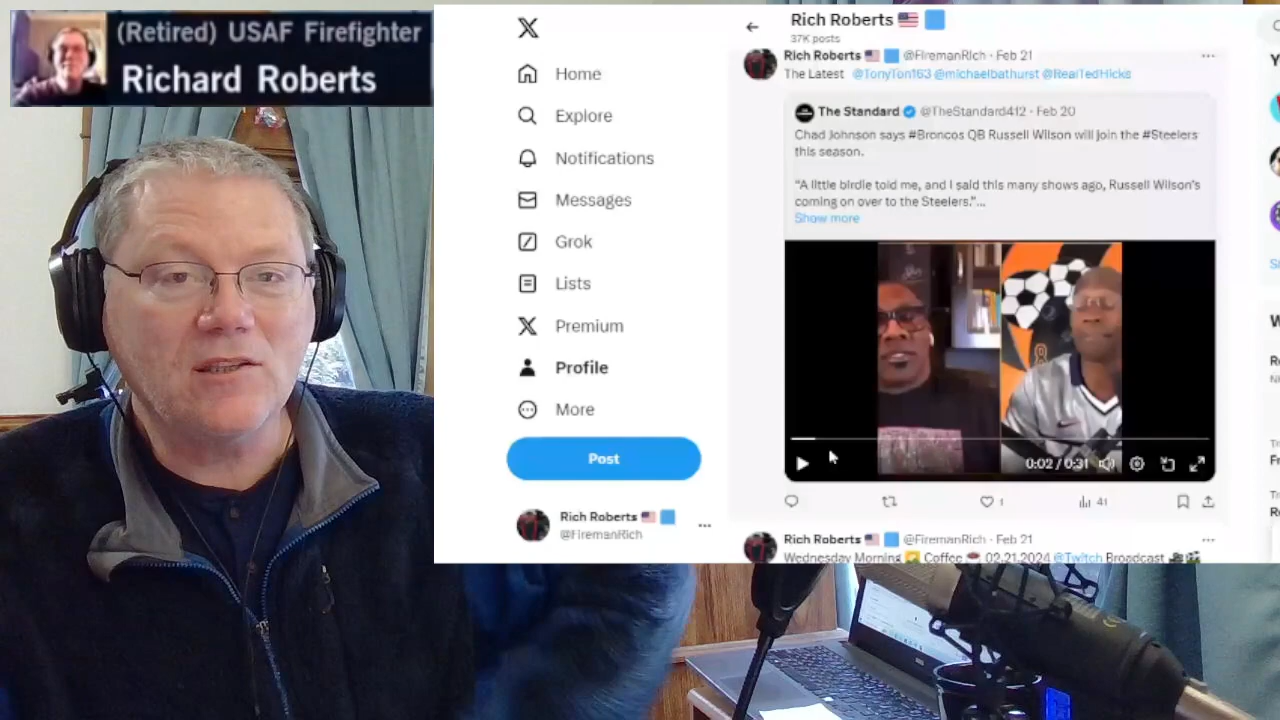 (Retired) USAF Firefighter
Richard Roberts
Home
Explore
Notifications
Messages
Grok
Lists
Premium
Profile
More
Post
Rich Roberts
@FiremanRich
Rich Roberts
37K posts
Rich Roberts @FiremanRich · Feb 21
The Latest @TonyTon163 @michaelbathurst @RealTedHicks
The Standard @TheStandard412 · Feb 20
Chad Johnson says #Broncos QB Russell Wilson will join the #Steelers
this season.
“A little birdie told me, and I said this many shows ago, Russell Wilson’s
coming on over to the Steelers.”...
Show more
0:02 / 0:31
1
41
Rich Roberts @FiremanRich · Feb 21
Wednesday Morning Coffee 02.21.2024 @Twitch Broadcast